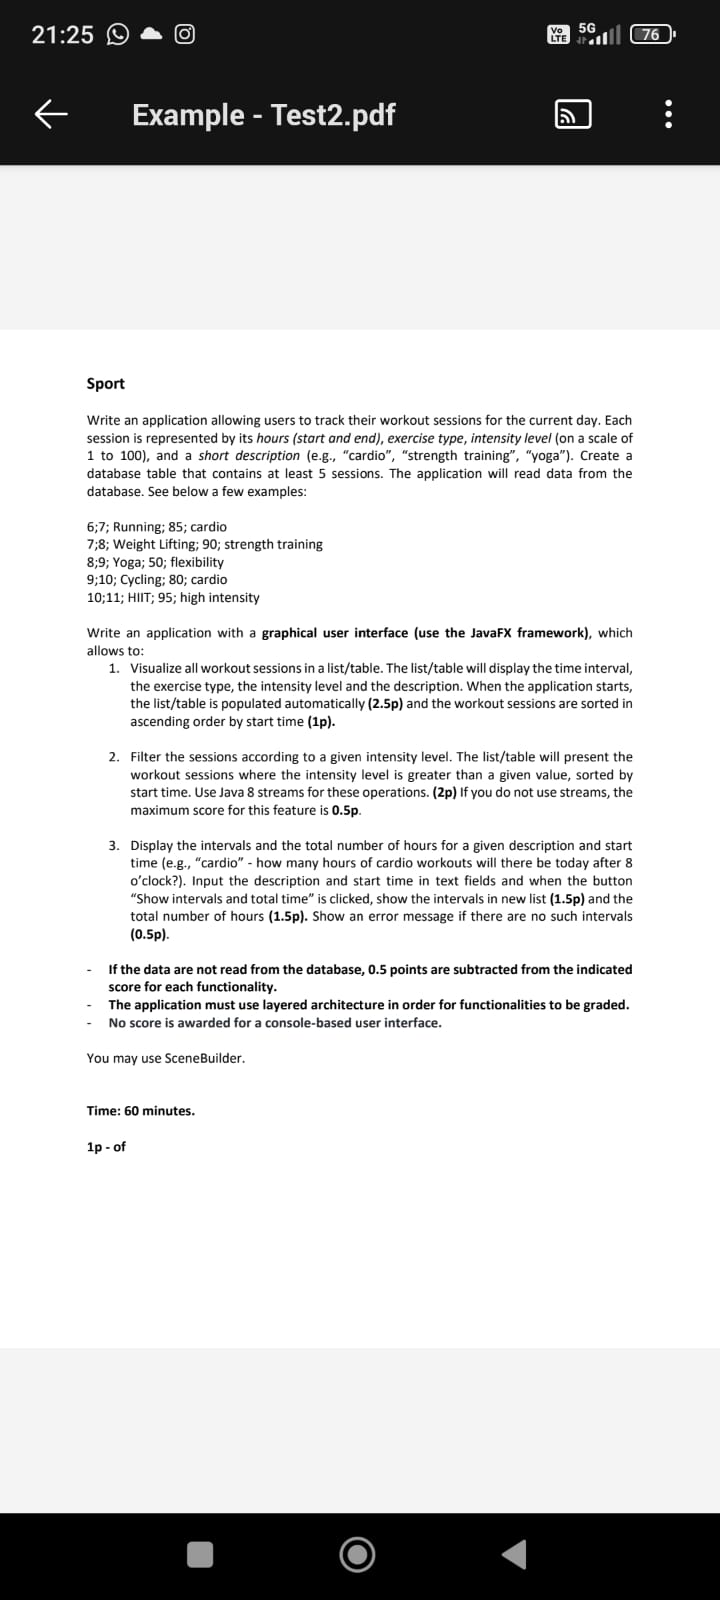 21:25
Vo LTE 5G 76
Example - Test2.pdf
Sport
Write an application allowing users to track their workout sessions for the current day. Each
session is represented by its hours (start and end), exercise type, intensity level (on a scale of
1 to 100), and a short description (e.g., “cardio”, “strength training”, “yoga”). Create a
database table that contains at least 5 sessions. The application will read data from the
database. See below a few examples:
6;7; Running; 85; cardio
7;8; Weight Lifting; 90; strength training
8;9; Yoga; 50; flexibility
9;10; Cycling; 80; cardio
10;11; HIIT; 95; high intensity
Write an application with a graphical user interface (use the JavaFX framework), which
allows to:
1. Visualize all workout sessions in a list/table. The list/table will display the time interval,
the exercise type, the intensity level and the description. When the application starts,
the list/table is populated automatically (2.5p) and the workout sessions are sorted in
ascending order by start time (1p).
2. Filter the sessions according to a given intensity level. The list/table will present the
workout sessions where the intensity level is greater than a given value, sorted by
start time. Use Java 8 streams for these operations. (2p) If you do not use streams, the
maximum score for this feature is 0.5p.
3. Display the intervals and the total number of hours for a given description and start
time (e.g., “cardio” - how many hours of cardio workouts will there be today after 8
o’clock?). Input the description and start time in text fields and when the button
“Show intervals and total time” is clicked, show the intervals in new list (1.5p) and the
total number of hours (1.5p). Show an error message if there are no such intervals
(0.5p).
- If the data are not read from the database, 0.5 points are subtracted from the indicated
score for each functionality.
- The application must use layered architecture in order for functionalities to be graded.
- No score is awarded for a console-based user interface.
You may use SceneBuilder.
Time: 60 minutes.
1p - of